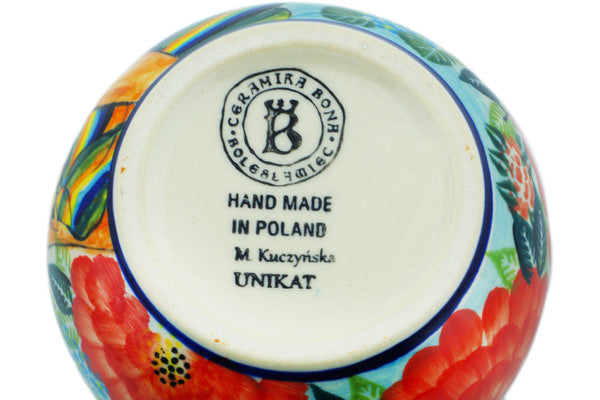 CERAMIKA BONA
B
BOLESŁAWIEC
HAND MADE
IN POLAND
M. Kuczyńska
UNIKAT